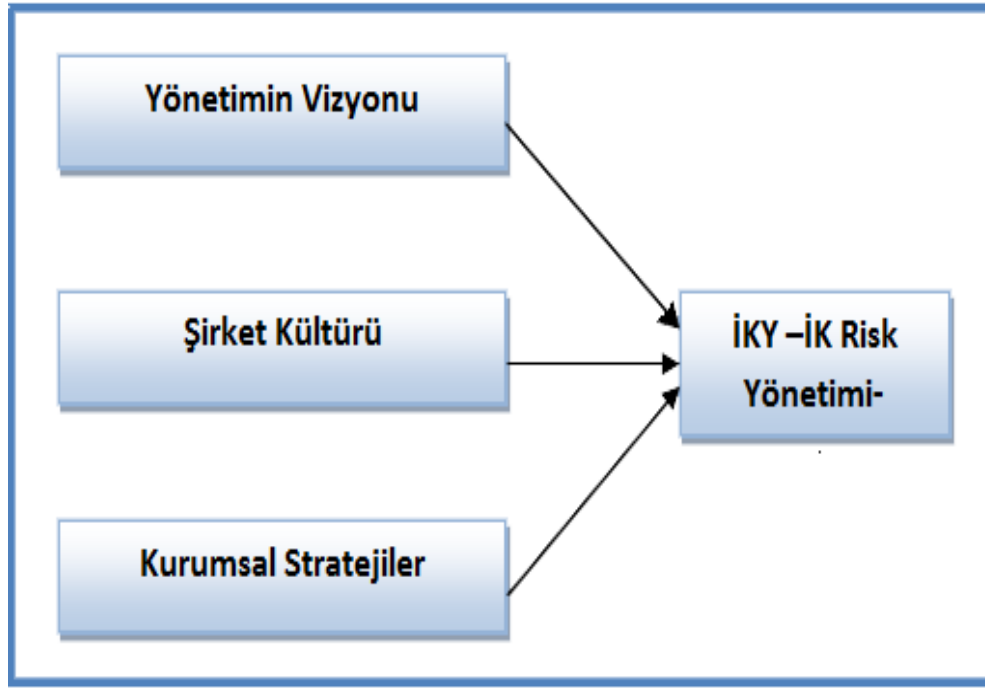 Yönetimin Vizyonu
Şirket Kültürü
İKY –İK Risk
Yönetimi-
.
Kurumsal Stratejiler